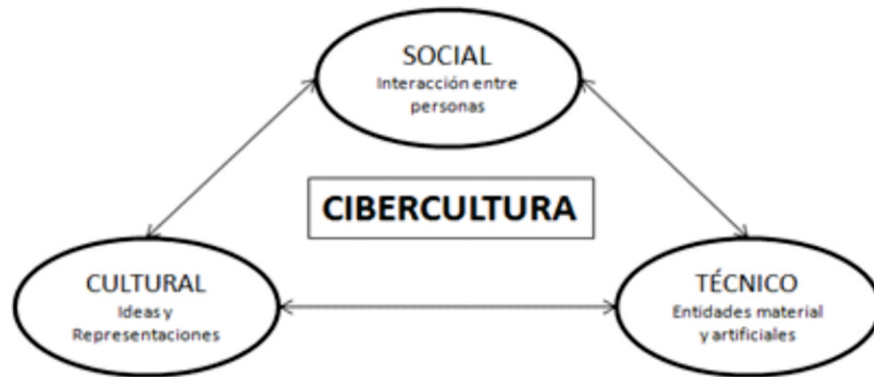 SOCIAL
Interacción entre
personas
CIBERCULTURA
CULTURAL
Ideas y
Representaciones
TÉCNICO
Entidades material
y artificiales